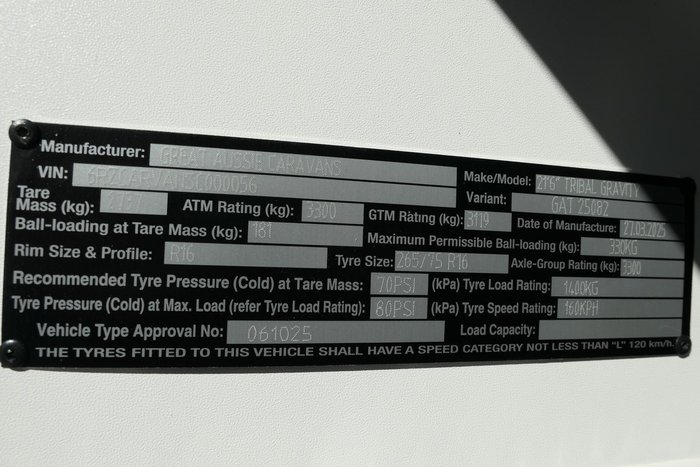 Manufacturer: GREAT AUSSIE CARAVANS
VIN: 6PZCARVANSC000056 Make/Model: 21'6" TRIBAL GRAVITY
Variant: GAT 25082
Tare Mass (kg): ATM Rating (kg): 3300 GTM Rating (kg): 3119 Date of Manufacture: 27.03.2025
Ball-loading at Tare Mass (kg): 181 Maximum Permissible Ball-loading (kg): 330KG
Rim Size & Profile: R16 Tyre Size: 265/75 R16 Axle-Group Rating (kg): 3300
Recommended Tyre Pressure (Cold) at Tare Mass: 70PSI (kPa) Tyre Load Rating: 1400KG
Tyre Pressure (Cold) at Max. Load (refer Tyre Load Rating): 80PSI (kPa) Tyre Speed Rating: 160KPH
Vehicle Type Approval No: 061025 Load Capacity:
THE TYRES FITTED TO THIS VEHICLE SHALL HAVE A SPEED CATEGORY NOT LESS THAN "L" 120 km/h.